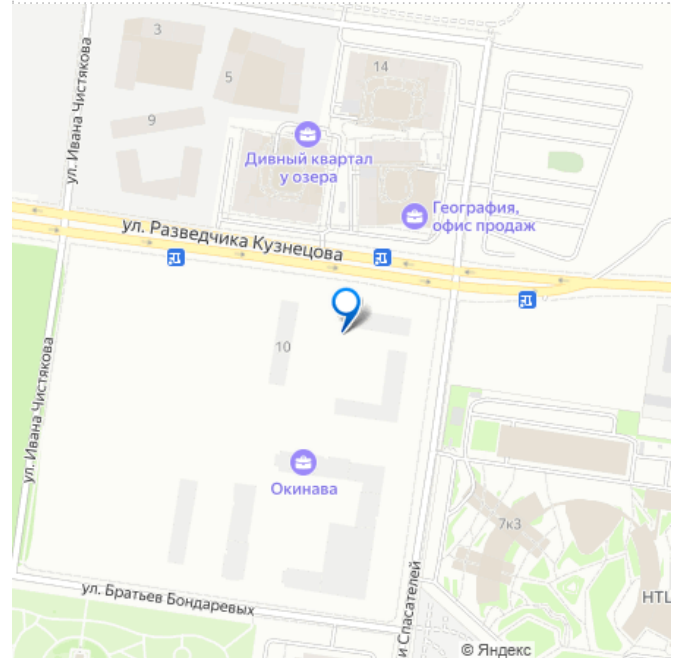 3
14
5
ул. Ивана Чистякова
9
Дивный квартал
у озера
География,
офис продаж
ул. Разведчика Кузнецова
10
ул. Ивана Чистякова
Окинава
7к3
ул. Братьев Бондаревых
и Спасателей
НТЦ
© Яндекс